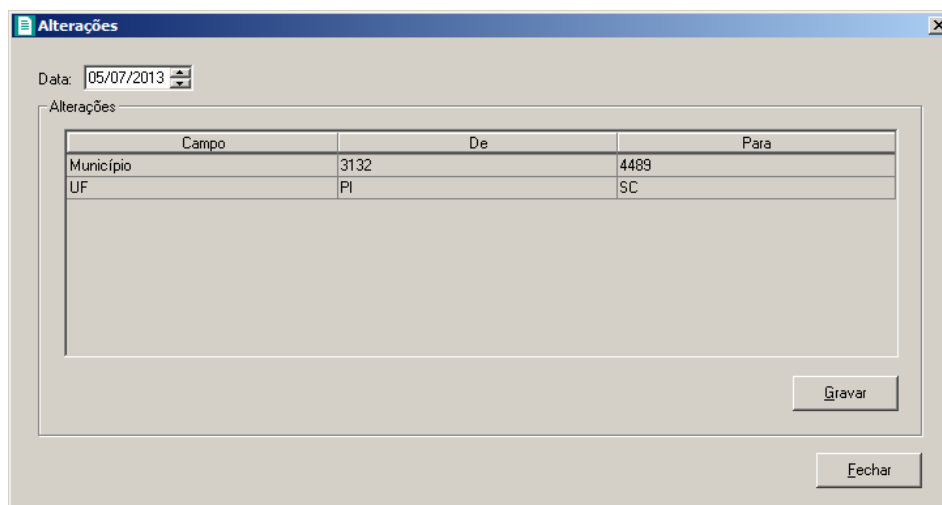 Alterações
Data: 05/07/2013
Alterações
Campo De Para
Município 3132 4489
UF PI SC
Gravar
Fechar